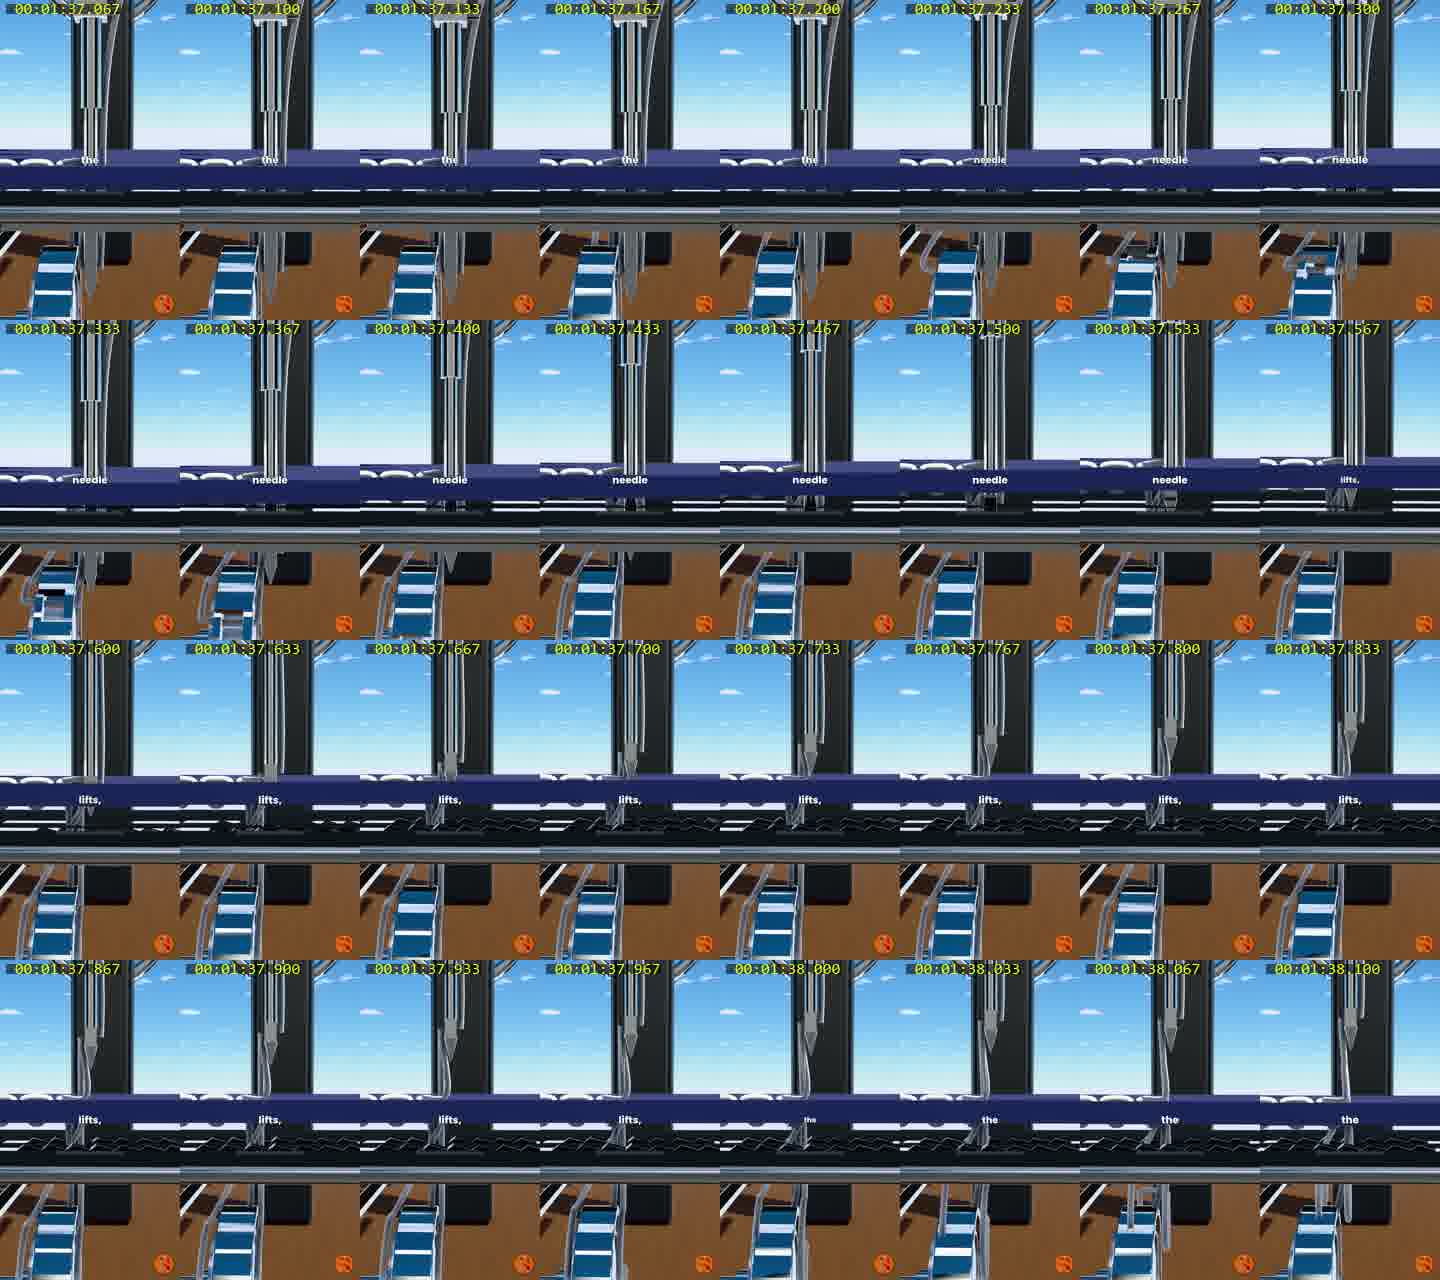 00:01:37.067 00:01:37.100 00:01:37.133 00:01:37.167 00:01:37.200 00:01:37.233 00:01:37.267 00:01:37.300
the the the the the needle needle needle
00:01:37.333 00:01:37.367 00:01:37.400 00:01:37.433 00:01:37.467 00:01:37.500 00:01:37.533 00:01:37.567
needle needle needle needle needle needle needle lifts,
00:01:37.600 00:01:37.633 00:01:37.667 00:01:37.700 00:01:37.733 00:01:37.767 00:01:37.800 00:01:37.833
lifts, lifts, lifts, lifts, lifts, lifts, lifts, lifts,
00:01:37.867 00:01:37.900 00:01:37.933 00:01:37.967 00:01:38.000 00:01:38.033 00:01:38.067 00:01:38.100
lifts, lifts, lifts, lifts, the the the the